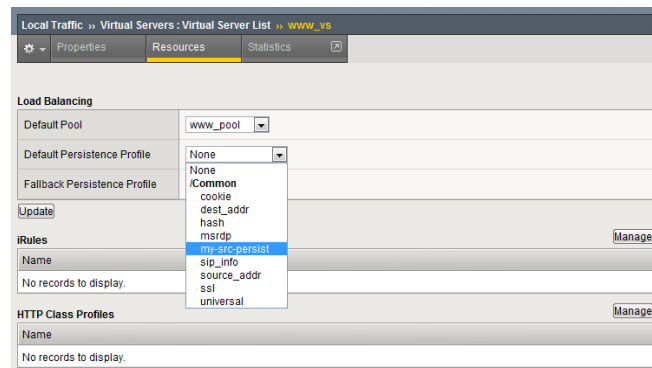 Local Traffic ›› Virtual Servers : Virtual Server List ›› www_vs
Properties Resources Statistics
Load Balancing
Default Pool www_pool
Default Persistence Profile None
None
/Common
Fallback Persistence Profile
cookie
dest_addr
hash
msrdp
my-src-persist
sip_info
source_addr
ssl
universal
Update
iRules Manage
Name
No records to display.
HTTP Class Profiles Manage
Name
No records to display.